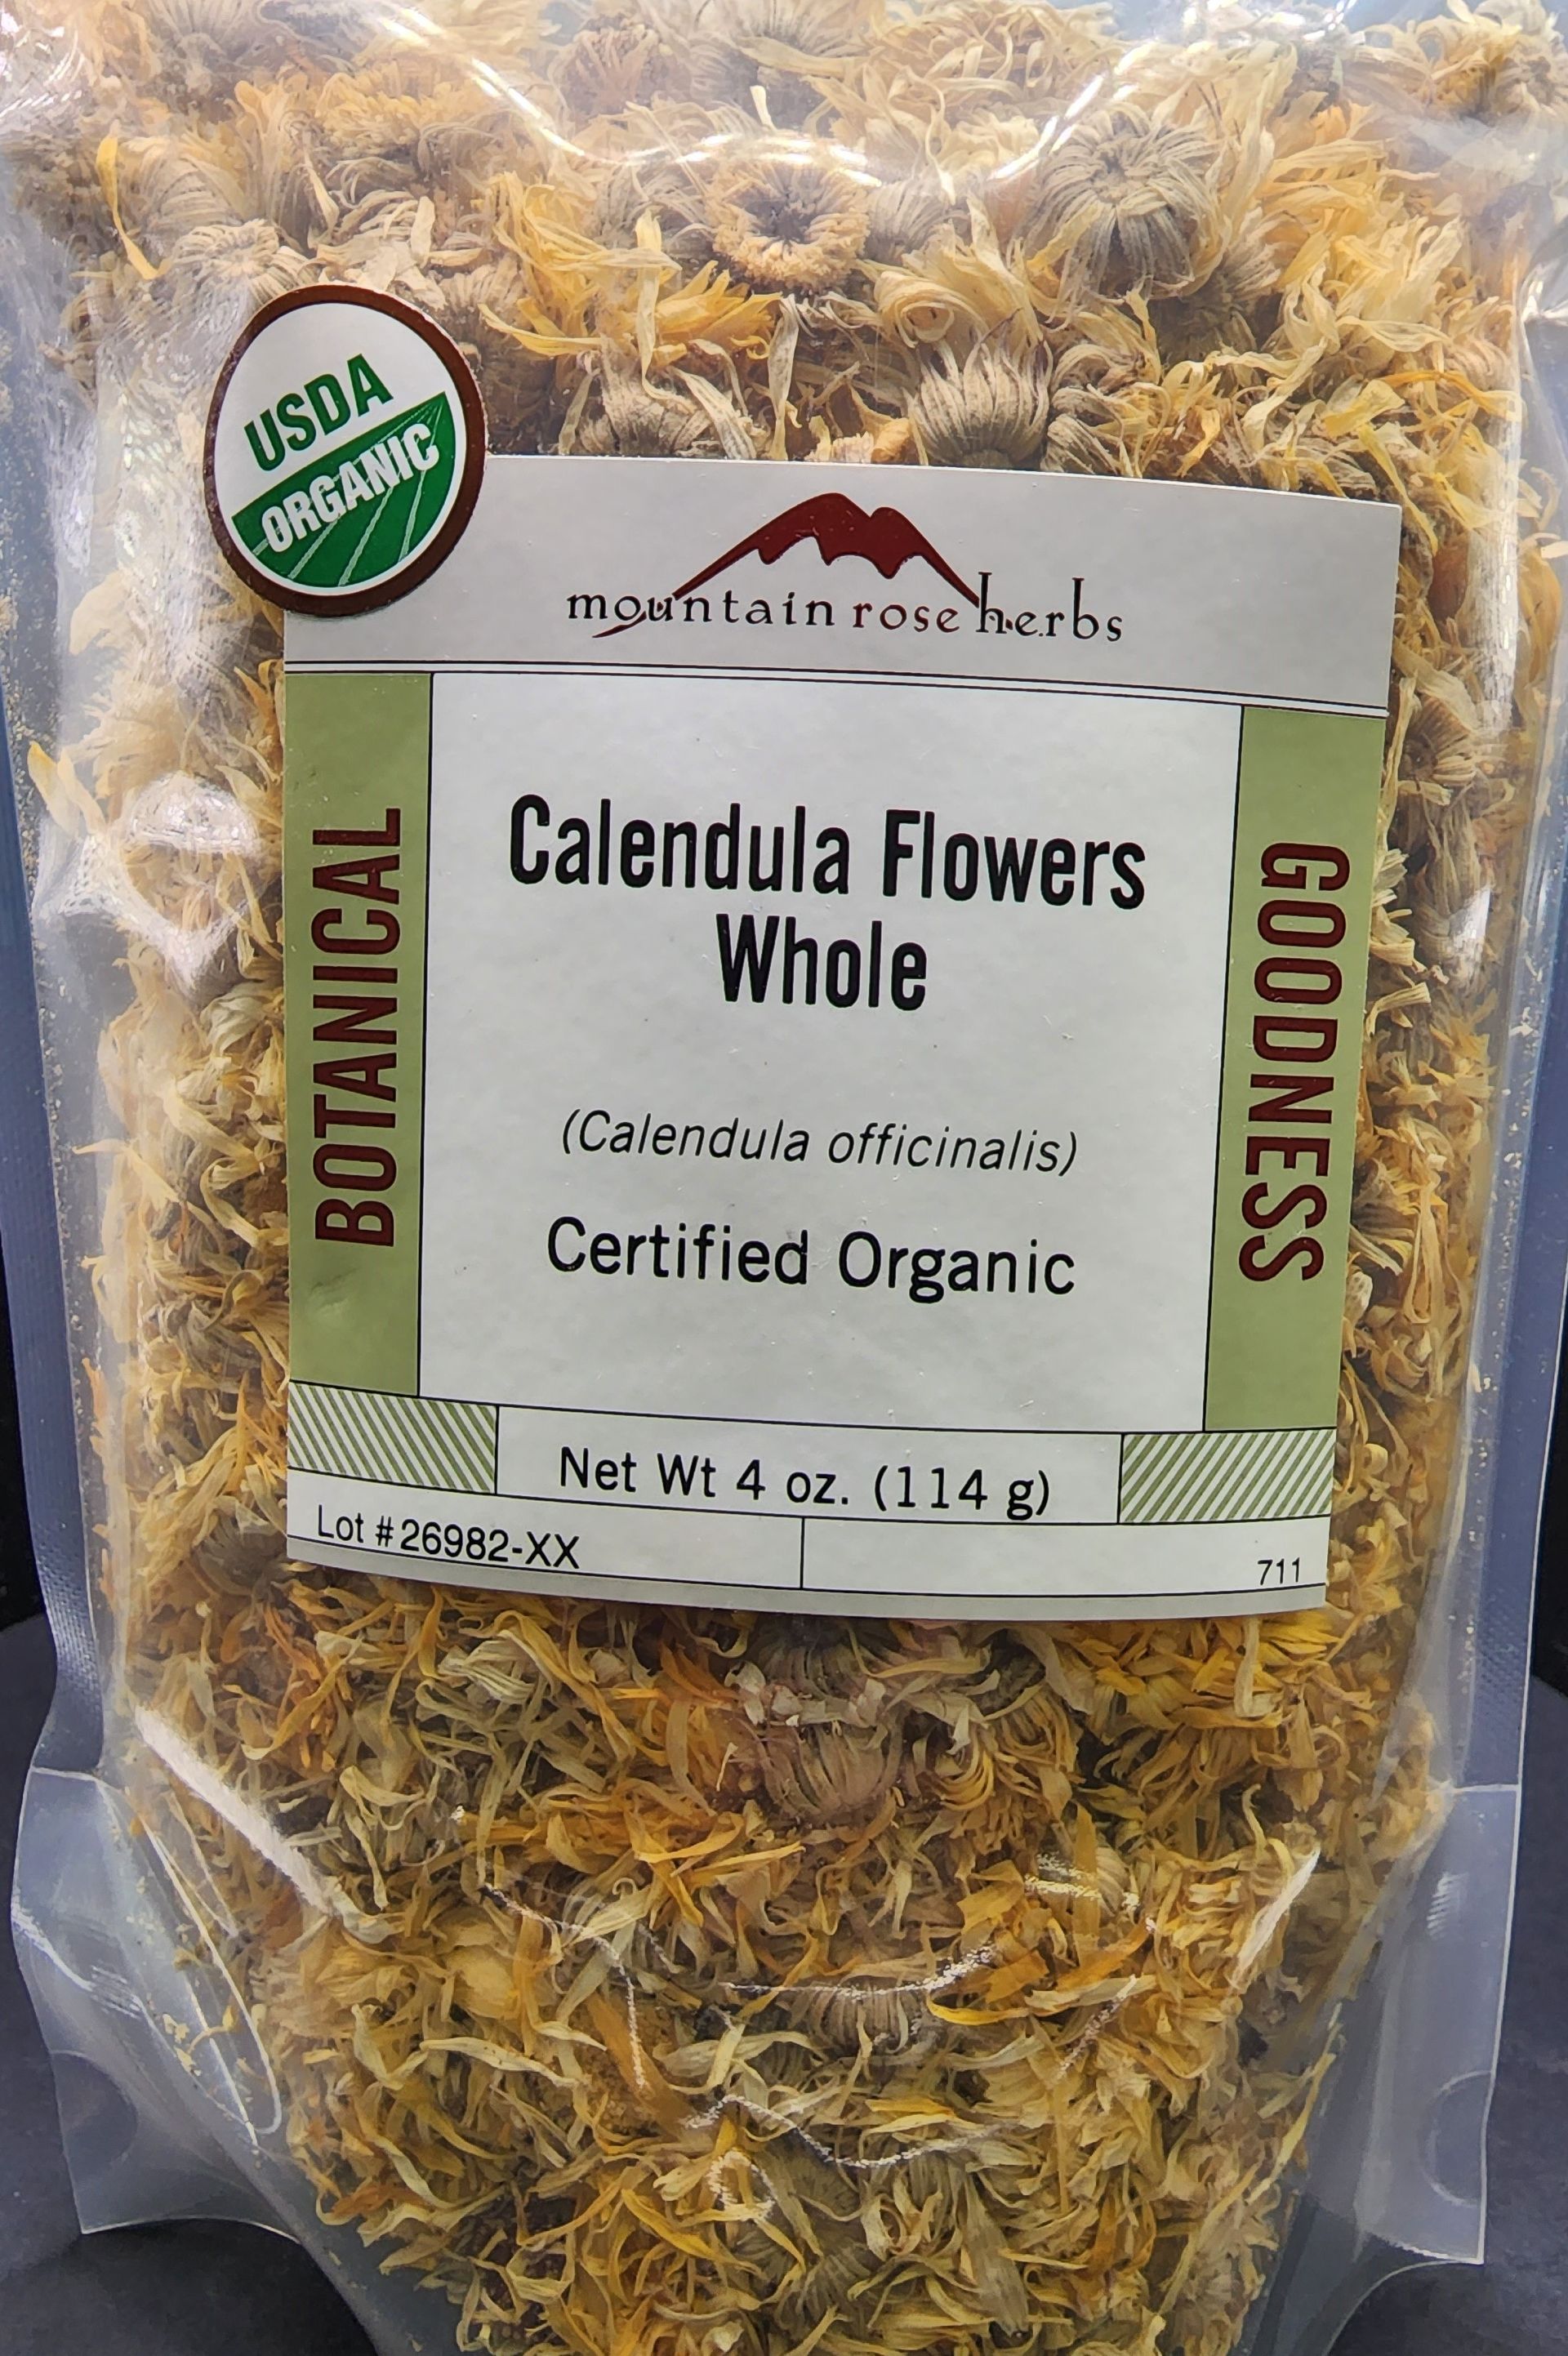 USDA
ORGANIC
mountain rose herbs
BOTANICAL
GOODNESS
Calendula Flowers
Whole
(Calendula officinalis)
Certified Organic
Net Wt 4 oz. (114 g)
Lot #26982-XX
711